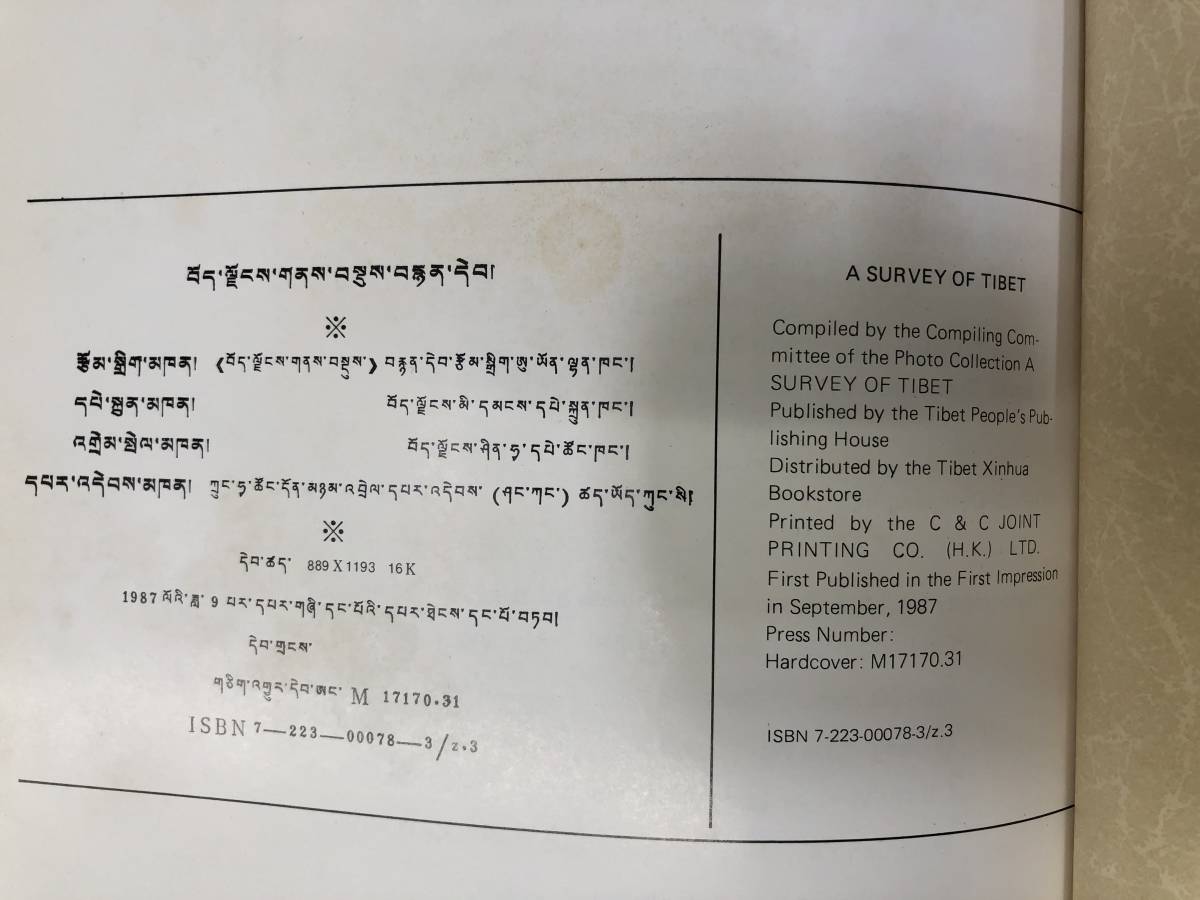 བོད་ལྗོངས་གནས་བསྡུས་བརྙན་དེབ།
※
རྩོམ་སྒྲིག་མཁན། 《བོད་ལྗོངས་གནས་བསྡུས་》བརྙན་དེབ་རྩོམ་སྒྲིག་ཨུ་ཡོན་ལྷན་ཁང་།
དཔེ་སྐྲུན་མཁན། བོད་ལྗོངས་མི་དམངས་དཔེ་སྐྲུན་ཁང་།
འགྲེམ་སྤེལ་མཁན། བོད་ལྗོངས་ཤིན་ཧྭ་དཔེ་ཚོང་ཁང་།
དཔར་འདེབས་མཁན། ཀྲུང་ཧྭ་ཚོང་དོན་མཉམ་འབྲེལ་དཔར་འདེབས་ (ཤང་ཀང་) ཚད་ཡོད་ཀུང་སི།
※
དེབ་ཚད་ 889 X 1193 16 K
1987 ལོའི་ཟླ་ 9 པར་དཔར་གཞི་དང་པོའི་དཔར་ཐེངས་དང་པོ་བཏབ།
དེབ་གྲངས་
གཅིག་འགྱུར་དེབ་ཨང་ M 17170.31
ISBN 7—223—00078—3/z.3
A SURVEY OF TIBET
Compiled by the Compiling Com-
mittee of the Photo Collection A
SURVEY OF TIBET
Published by the Tibet People's Pub-
lishing House
Distributed by the Tibet Xinhua
Bookstore
Printed by the C & C JOINT
PRINTING CO. (H.K.) LTD.
First Published in the First Impression
in September, 1987
Press Number:
Hardcover: M17170.31
ISBN 7-223-00078-3/z.3